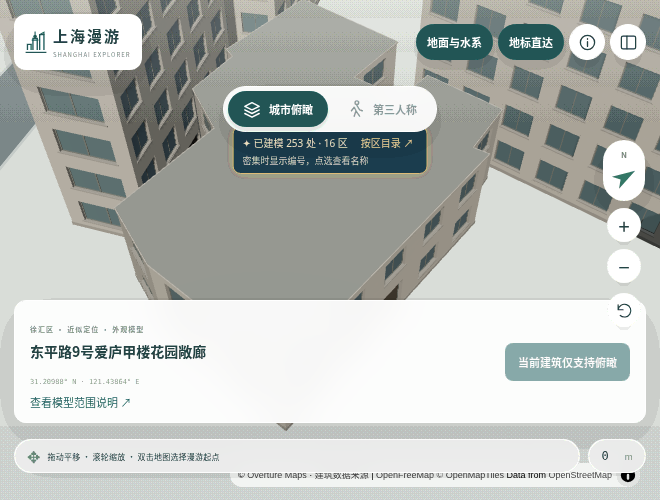 上海漫游
SHANGHAI EXPLORER
地面与水系
地标直达
城市俯瞰
第三人称
✦ 已建模 253 处 · 16 区 按区目录 ↗
密集时显示编号，点选查看名称
N
+
−
徐汇区 · 近似定位 · 外观模型
东平路9号爱庐甲楼花园敞廊
31.20988° N · 121.43864° E
查看模型范围说明 ↗
当前建筑仅支持俯瞰
拖动平移 · 滚轮缩放 · 双击地图选择漫游起点
0 m
© Overture Maps · 建筑数据来源 | OpenFreeMap © OpenMapTiles Data from OpenStreetMap